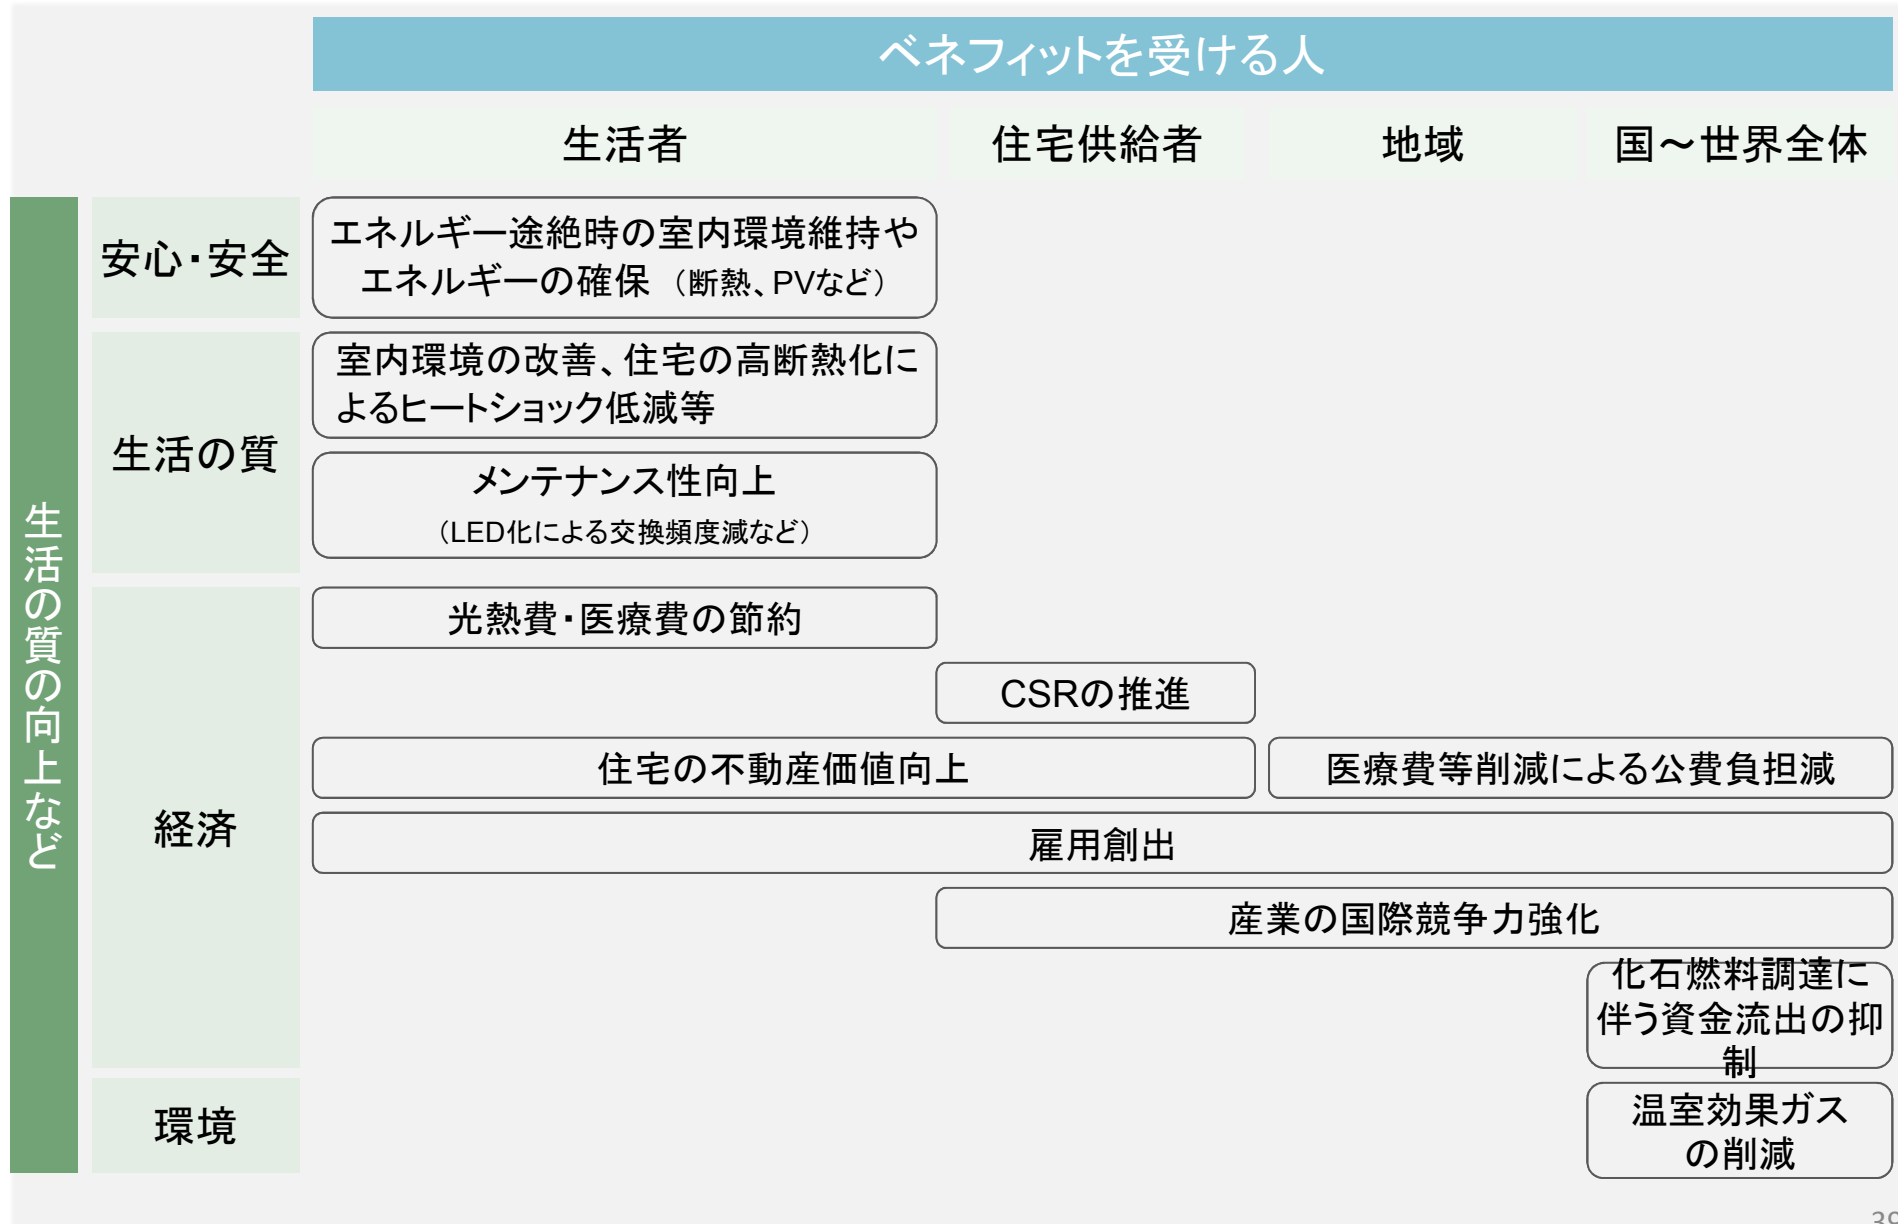 ベネフィットを受ける人
生活者
住宅供給者
地域
国～世界全体
生活の質の向上など
安心・安全
エネルギー途絶時の室内環境維持や
エネルギーの確保 （断熱、PVなど）
生活の質
室内環境の改善、住宅の高断熱化に
よるヒートショック低減等
メンテナンス性向上
（LED化による交換頻度減など）
経済
光熱費・医療費の節約
CSRの推進
住宅の不動産価値向上
医療費等削減による公費負担減
雇用創出
産業の国際競争力強化
化石燃料調達に
伴う資金流出の抑
制
環境
温室効果ガス
の削減